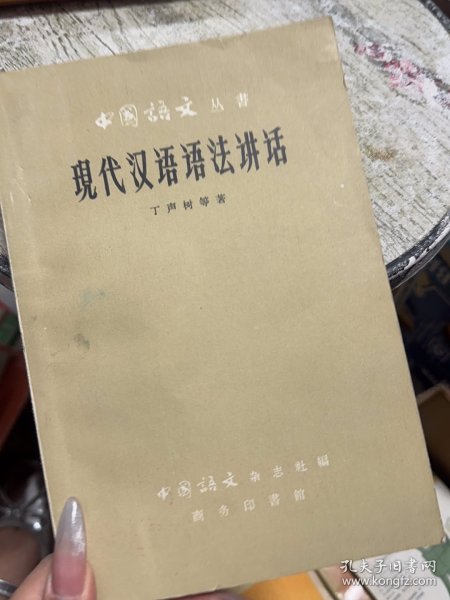 中國語文丛書
現代汉语语法讲话
丁声树等著
中國語文杂志社編
商务印書館
孔夫子旧书网
www.kongfz.com